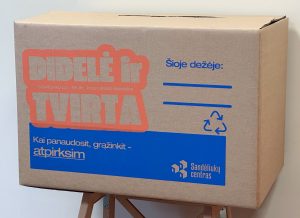 DIDELĖ ir
TVIRTA
Šioje dėžėje:
Kai panaudosit, grąžinkit -
atpirksim
Sandėliukų
centras